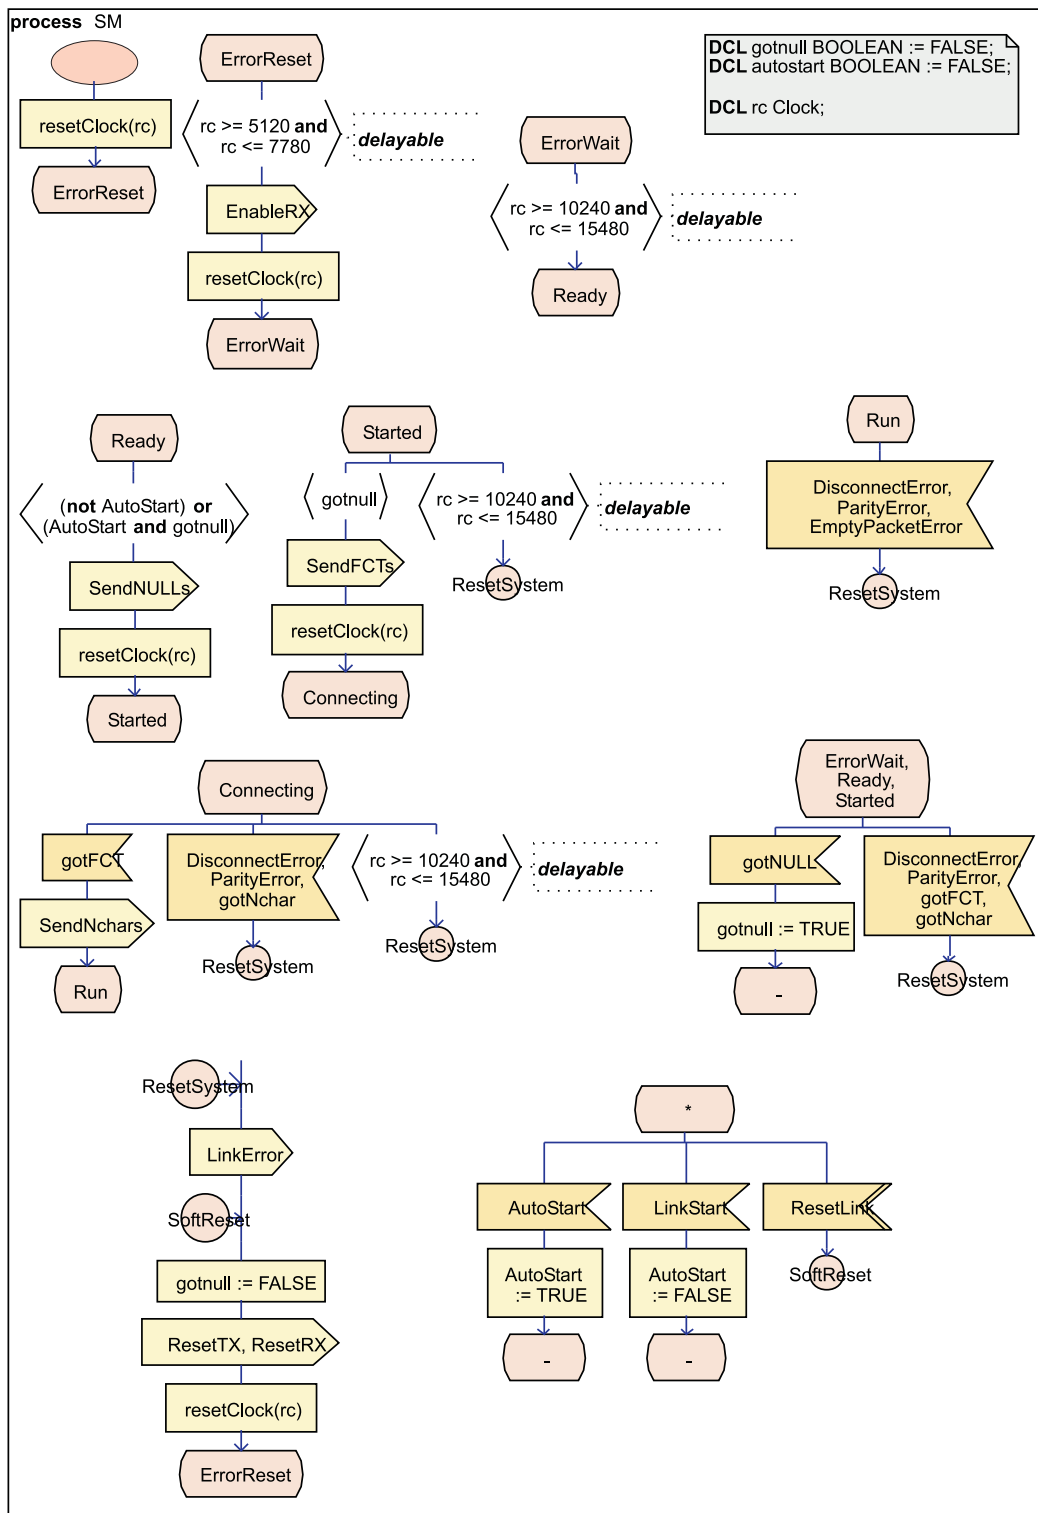 process SM
DCL gotnull BOOLEAN := FALSE;
DCL autostart BOOLEAN := FALSE;
DCL rc Clock;
resetClock(rc)
ErrorReset
ErrorReset
rc >= 5120 and
rc <= 7780
delayable
EnableRX
resetClock(rc)
ErrorWait
ErrorWait
rc >= 10240 and
rc <= 15480
delayable
Ready
Ready
(not AutoStart) or
(AutoStart and gotnull)
SendNULLs
resetClock(rc)
Started
Started
gotnull
SendFCTs
resetClock(rc)
Connecting
rc >= 10240 and
rc <= 15480
delayable
ResetSystem
Run
DisconnectError,
ParityError,
EmptyPacketError
ResetSystem
Connecting
gotFCT
SendNchars
Run
DisconnectError,
ParityError,
gotNchar
ResetSystem
rc >= 10240 and
rc <= 15480
delayable
ResetSystem
ErrorWait,
Ready,
Started
gotNULL
gotnull := TRUE
-
DisconnectError,
ParityError,
gotFCT,
gotNchar
ResetSystem
ResetSystem
LinkError
SoftReset
gotnull := FALSE
ResetTX, ResetRX
resetClock(rc)
ErrorReset
*
AutoStart
AutoStart
:= TRUE
-
LinkStart
AutoStart
:= FALSE
-
ResetLink
SoftReset